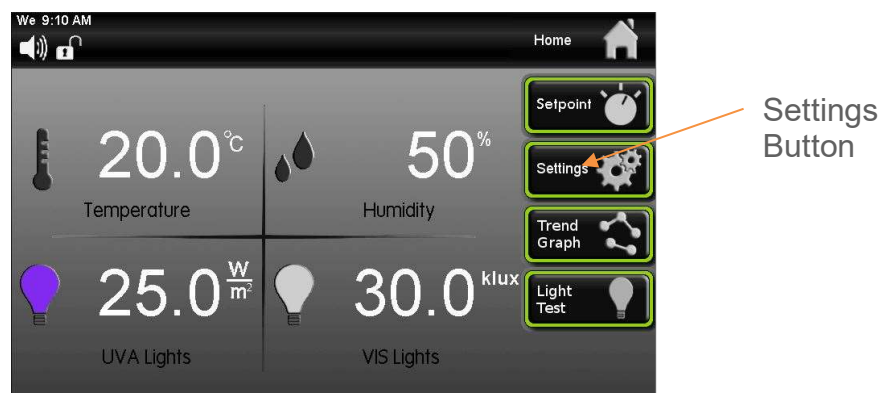 We 9:10 AM
Home
Setpoint
Settings
Trend
Graph
Light
Test
20.0°C
Temperature
50%
Humidity
25.0 W/m²
UVA Lights
30.0 klux
VIS Lights
Settings
Button